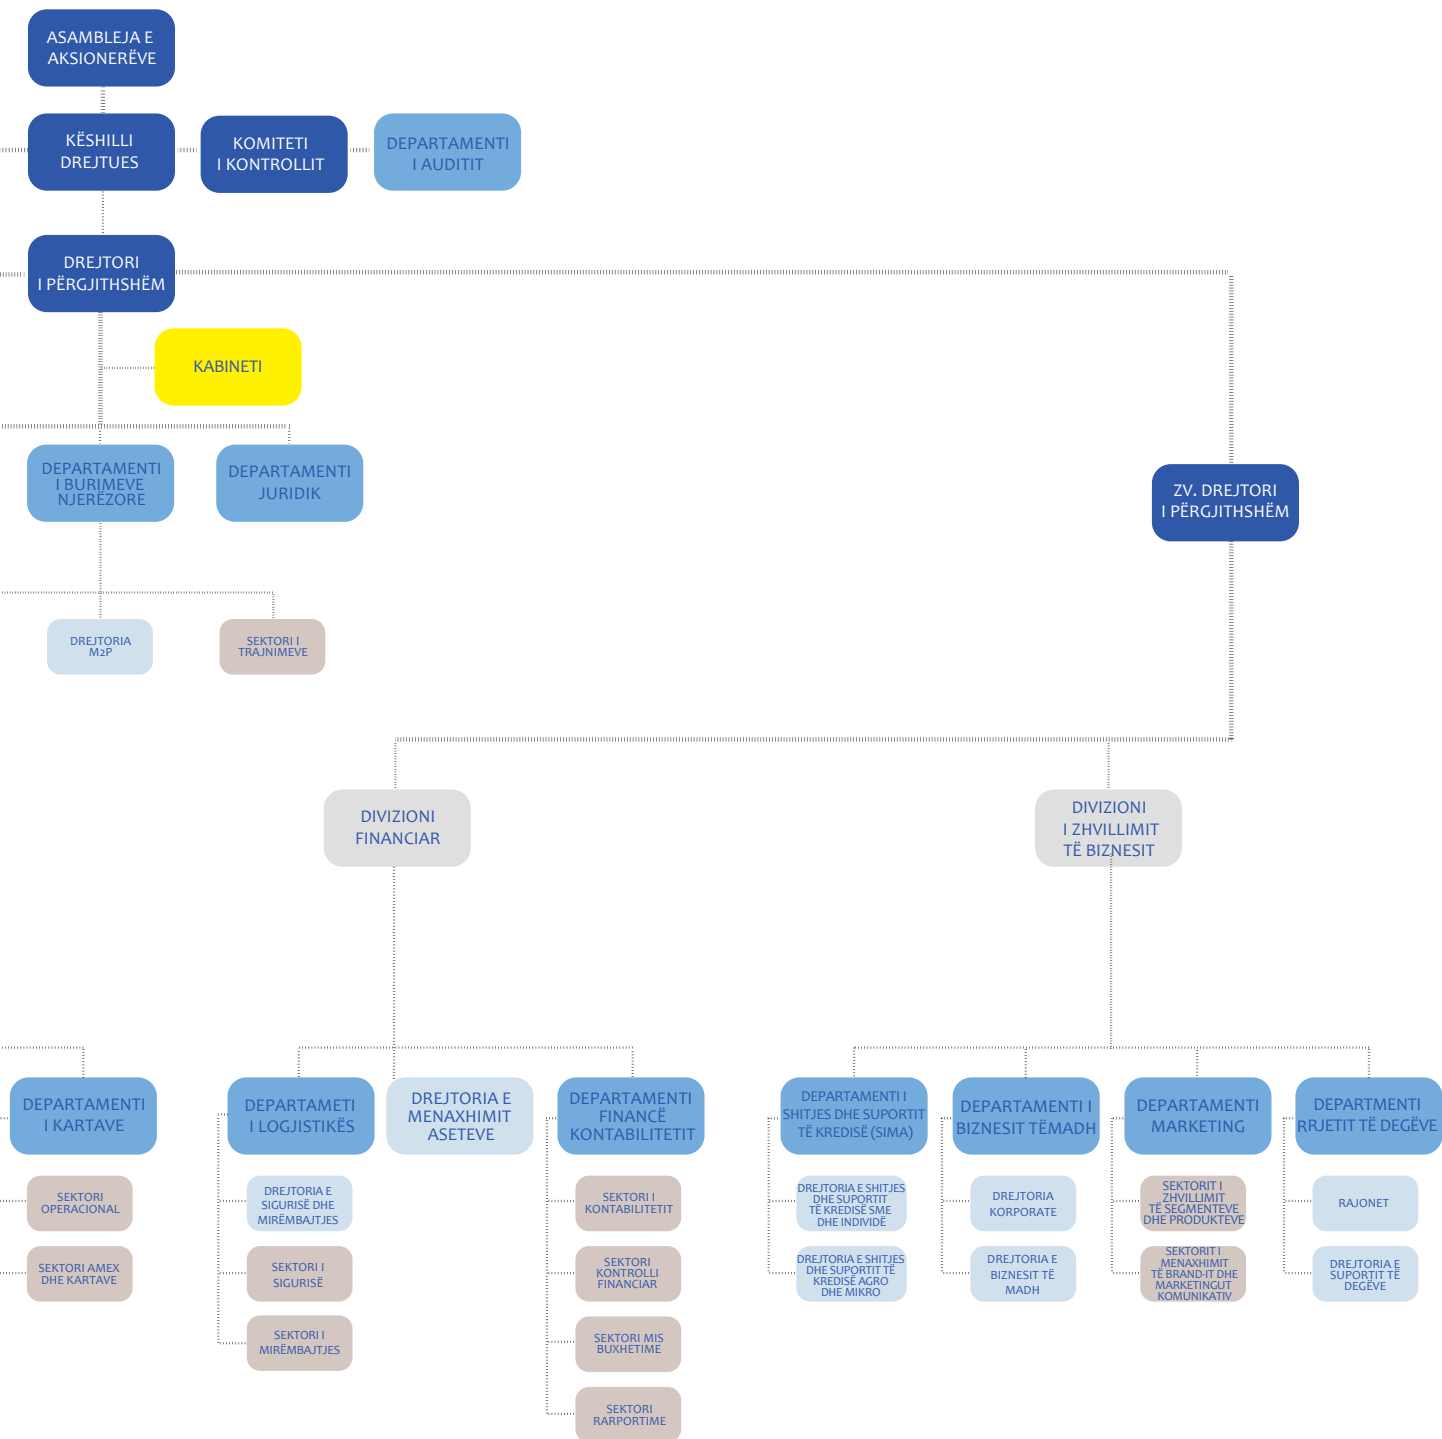 ASAMBLEJA E
AKSIONERËVE
KËSHILLI
DREJTUES
KOMITETI
I KONTROLLIT
DEPARTAMENTI
I AUDITIT
DREJTORI
I PËRGJITHSHËM
KABINETI
DEPARTAMENTI
I BURIMEVE
NJERËZORE
DEPARTAMENTI
JURIDIK
ZV. DREJTORI
I PËRGJITHSHËM
DREJTORIA
M2P
SEKTORI I
TRAJNIMEVE
DIVIZIONI
FINANCIAR
DIVIZIONI
I ZHVILLIMIT
TË BIZNESIT
DEPARTAMENTI
I KARTAVE
DEPARTAMETI
I LOGJISTIKËS
DREJTORIA E
MENAXHIMIT
ASETEVE
DEPARTAMENTI
FINANCË
KONTABILITETIT
DEPARTAMENTI I
SHITJES DHE SUPORTIT
TË KREDISË (SIMA)
DEPARTAMENTI I
BIZNESIT TËMADH
DEPARTAMENTI
MARKETING
DEPARTMENTI
RRJETIT TË DEGËVE
SEKTORI
OPERACIONAL
DREJTORIA E
SIGURISË DHE
MIRËMBAJTJES
SEKTORI I
KONTABILITETIT
DREJTORIA E SHITJES
DHE SUPORTIT
TË KREDISË SME
DHE INDIVIDË
DREJTORIA
KORPORATE
SEKTORIT I
ZHVILLIMIT
TË SEGMENTEVE
DHE PRODUKTEVE
RAJONET
SEKTORI AMEX
DHE KARTAVE
SEKTORI I
SIGURISË
SEKTORI
KONTROLLI
FINANCIAR
DREJTORIA E SHITJES
DHE SUPORTIT TË
KREDISË AGRO
DHE MIKRO
DREJTORIA E
BIZNESIT TË
MADH
SEKTORIT I
MENAXHIMIT
TË BRAND-IT DHE
MARKETINGUT
KOMUNIKATIV
DREJTORIA E
SUPORTIT TË
DEGËVE
SEKTORI I
MIRËMBAJTJES
SEKTORI MIS
BUXHETIME
SEKTORI
RARPORTIME